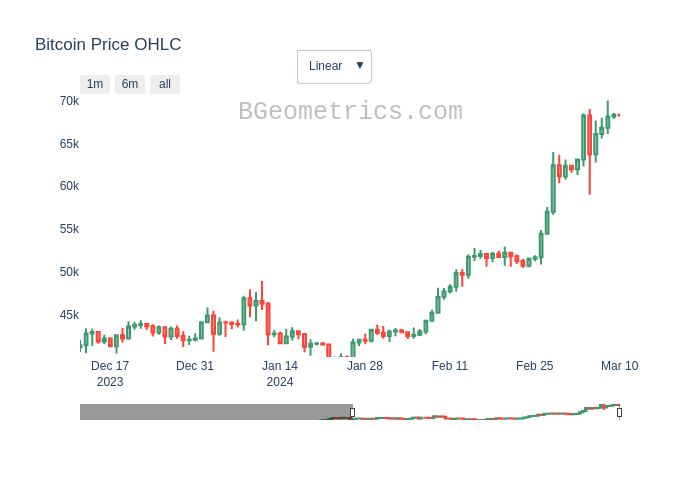 Bitcoin Price OHLC
Linear ▼
1m 6m all
BGeometrics.com
70k
65k
60k
55k
50k
45k
Dec 17 Dec 31 Jan 14 Jan 28 Feb 11 Feb 25 Mar 10
2023 2024